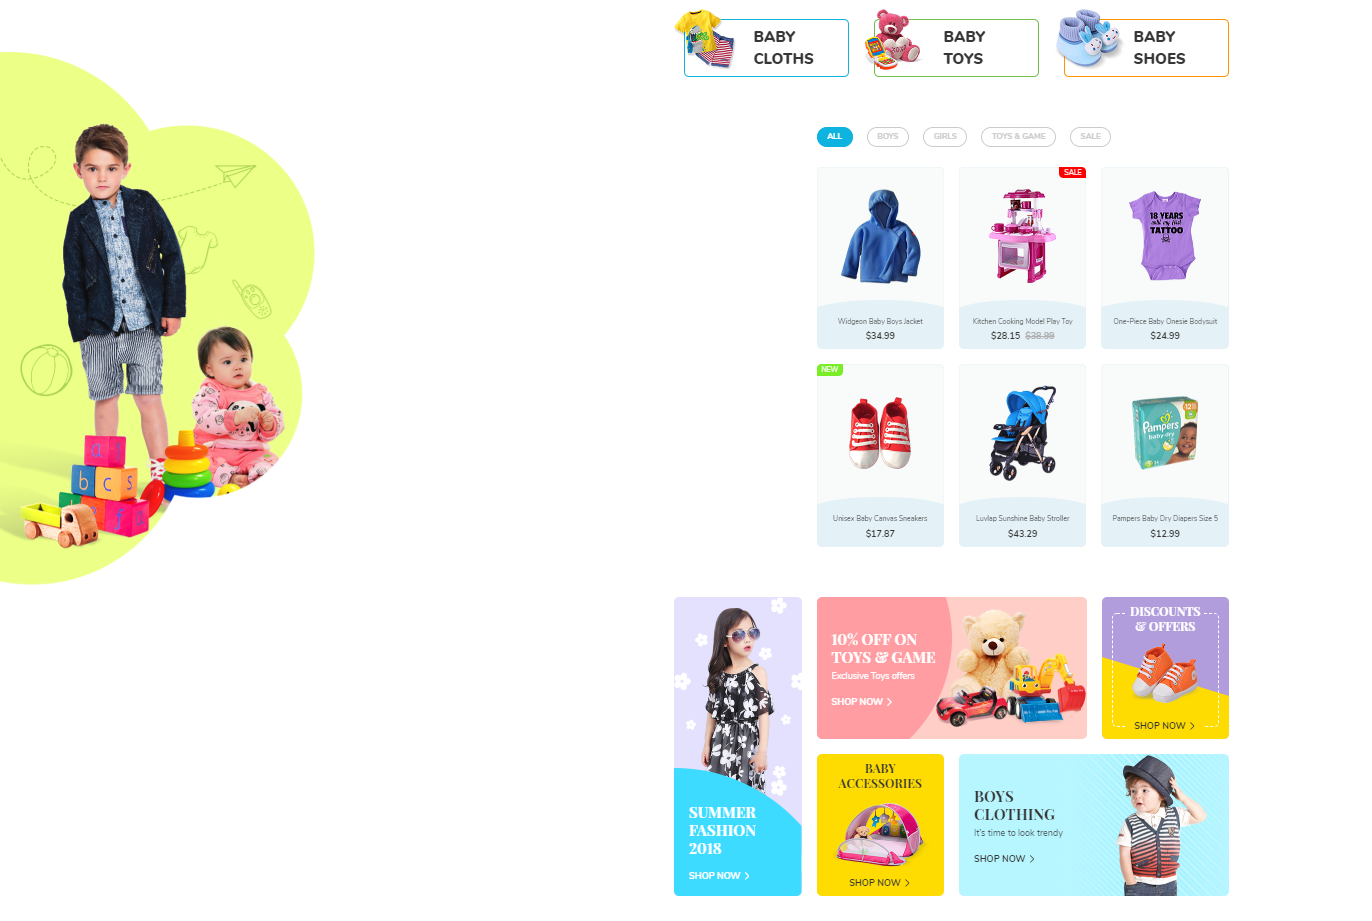 BABY
CLOTHS
BABY
TOYS
BABY
SHOES
ALL
BOYS
GIRLS
TOYS & GAME
SALE
SALE
18 YEARS
until my first
TATTOO
Widgeon Baby Boys Jacket
$34.99
Kitchen Cooking Model Play Toy
$28.15 $38.99
One-Piece Baby Onesie Bodysuit
$24.99
NEW
Pampers
baby-dry
Unisex Baby Canvas Sneakers
$17.87
Luvlap Sunshine Baby Stroller
$43.29
Pampers Baby Dry Diapers Size 5
$12.99
SUMMER
FASHION
2018
SHOP NOW
10% OFF ON
TOYS & GAME
Exclusive Toys offers
SHOP NOW
DISCOUNTS
& OFFERS
SHOP NOW
BABY
ACCESSORIES
SHOP NOW
BOYS
CLOTHING
It's time to look trendy
SHOP NOW
b c s